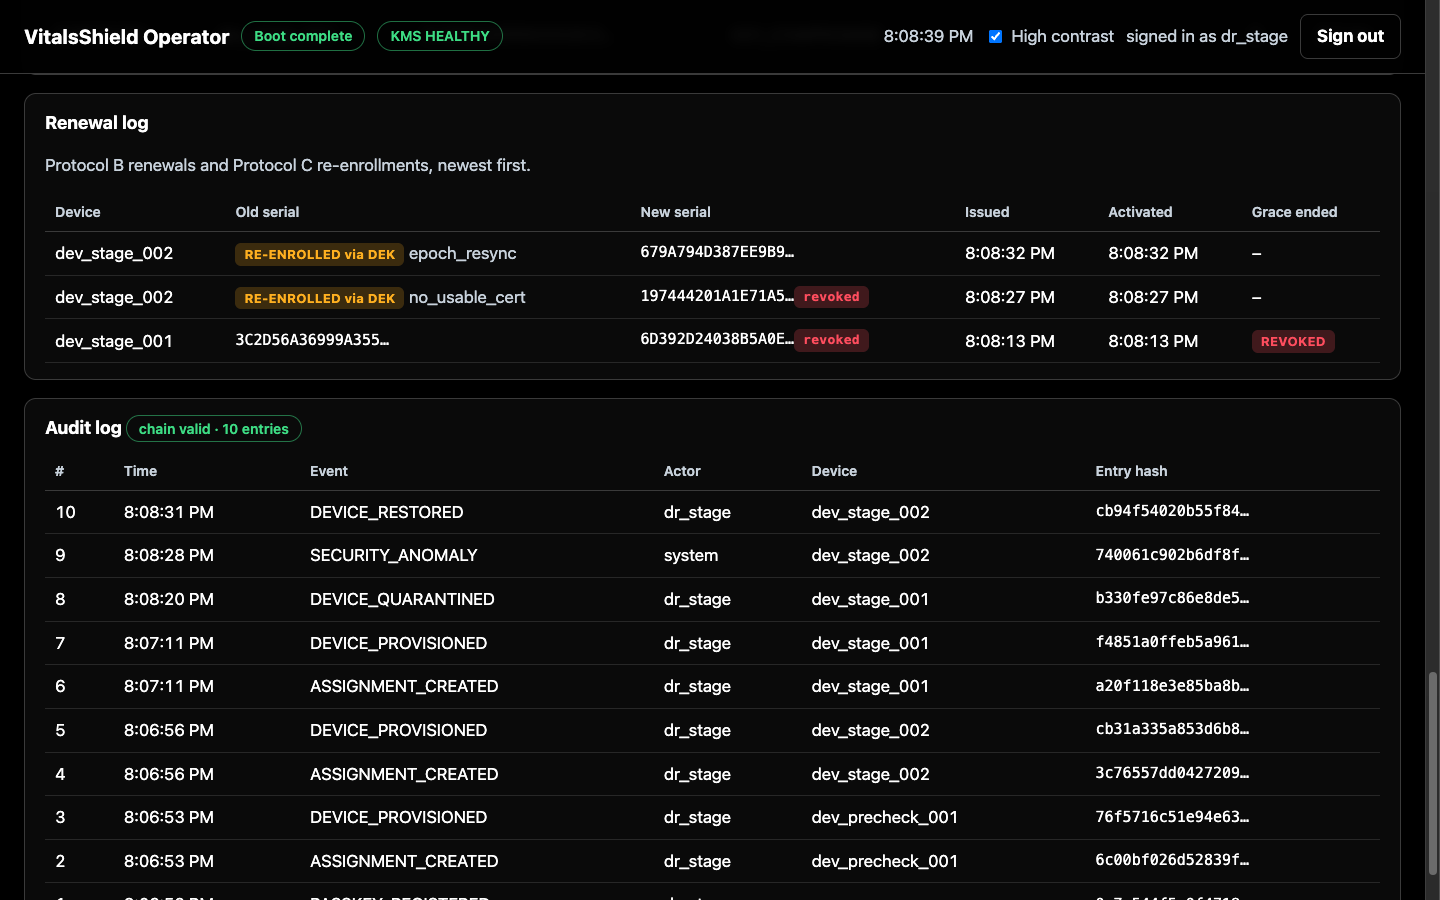 VitalsShield Operator Boot complete KMS HEALTHY 8:08:39 PM High contrast signed in as dr_stage Sign out
Renewal log
Protocol B renewals and Protocol C re-enrollments, newest first.
Device Old serial New serial Issued Activated Grace ended
dev_stage_002 RE-ENROLLED via DEK epoch_resync 679A794D387EE9B9… 8:08:32 PM 8:08:32 PM –
dev_stage_002 RE-ENROLLED via DEK no_usable_cert 197444201A1E71A5… revoked 8:08:27 PM 8:08:27 PM –
dev_stage_001 3C2D56A36999A355… 6D392D24038B5A0E… revoked 8:08:13 PM 8:08:13 PM REVOKED
Audit log chain valid · 10 entries
# Time Event Actor Device Entry hash
10 8:08:31 PM DEVICE_RESTORED dr_stage dev_stage_002 cb94f54020b55f84…
9 8:08:28 PM SECURITY_ANOMALY system dev_stage_002 740061c902b6df8f…
8 8:08:20 PM DEVICE_QUARANTINED dr_stage dev_stage_001 b330fe97c86e8de5…
7 8:07:11 PM DEVICE_PROVISIONED dr_stage dev_stage_001 f4851a0ffeb5a961…
6 8:07:11 PM ASSIGNMENT_CREATED dr_stage dev_stage_001 a20f118e3e85ba8b…
5 8:06:56 PM DEVICE_PROVISIONED dr_stage dev_stage_002 cb31a335a853d6b8…
4 8:06:56 PM ASSIGNMENT_CREATED dr_stage dev_stage_002 3c76557dd0427209…
3 8:06:53 PM DEVICE_PROVISIONED dr_stage dev_precheck_001 76f5716c51e94e63…
2 8:06:53 PM ASSIGNMENT_CREATED dr_stage dev_precheck_001 6c00bf026d52839f…